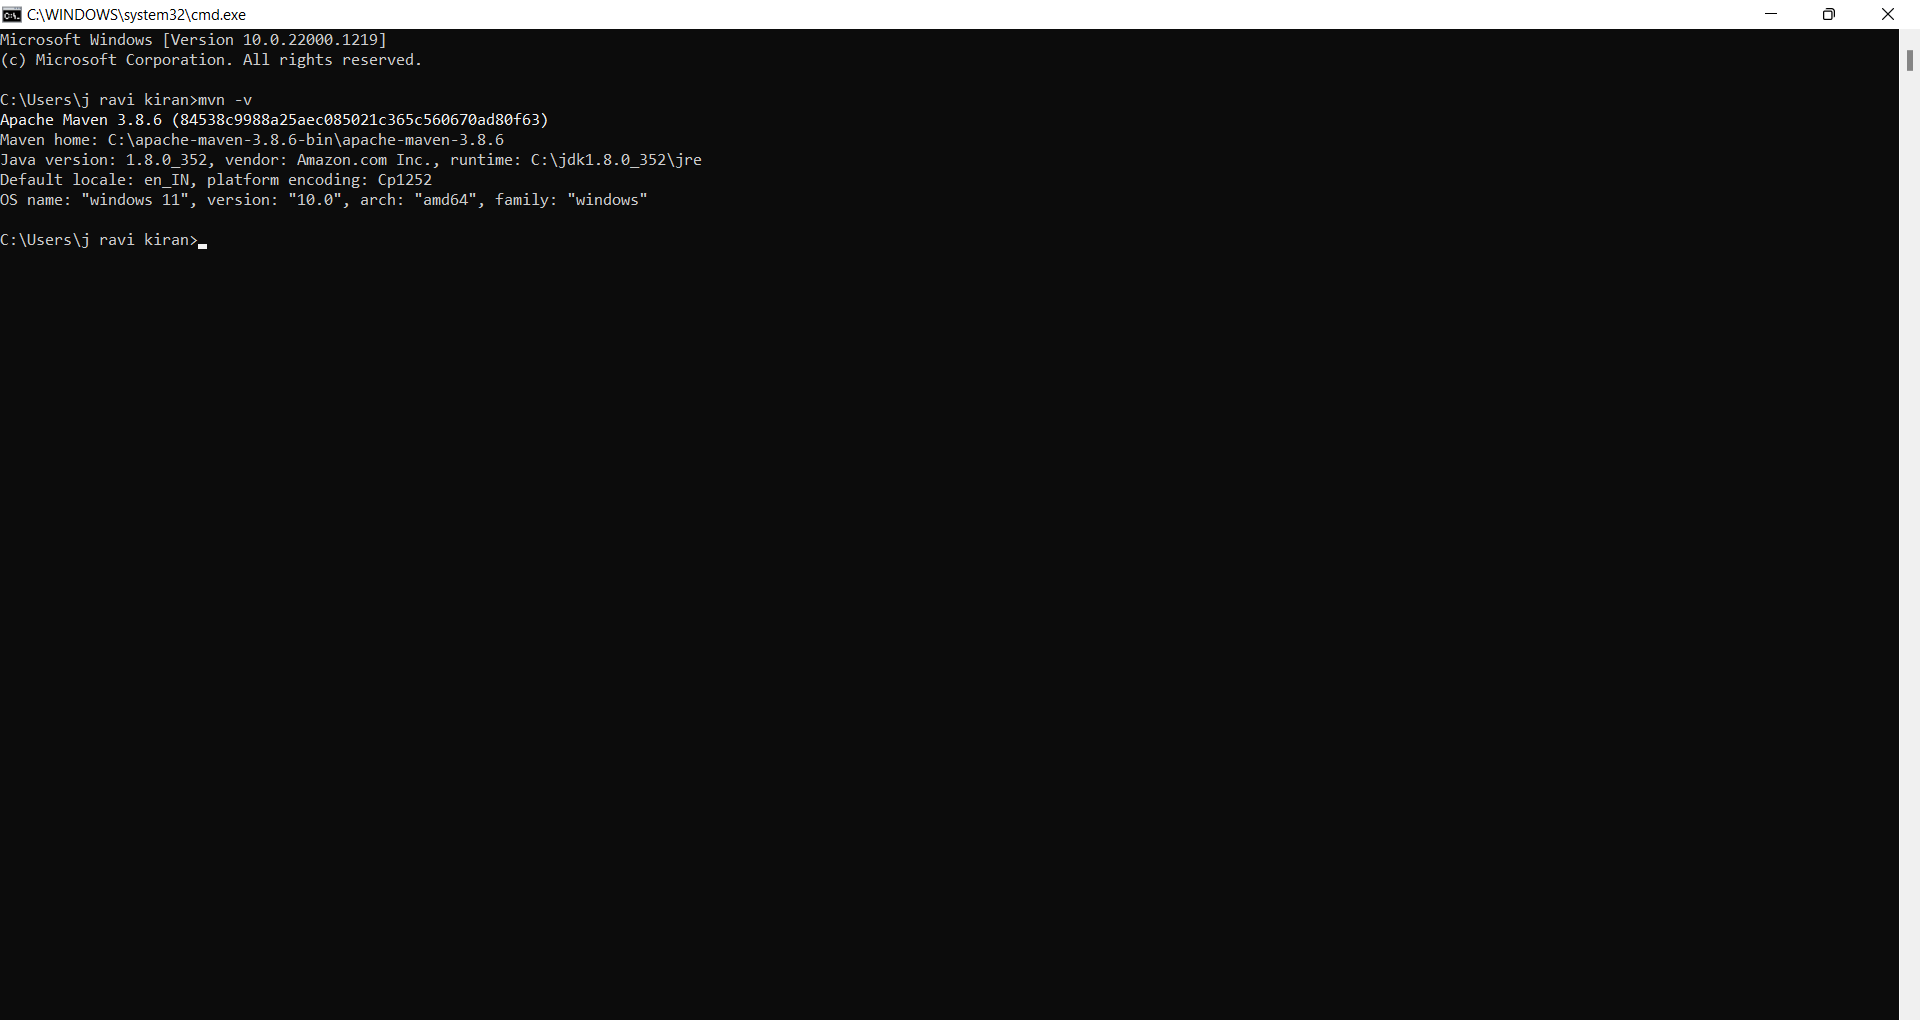 C:\WINDOWS\system32\cmd.exe
Microsoft Windows [Version 10.0.22000.1219]
(c) Microsoft Corporation. All rights reserved.
C:\Users\j ravi kiran>mvn -v
Apache Maven 3.8.6 (84538c9988a25aec085021c365c560670ad80f63)
Maven home: C:\apache-maven-3.8.6-bin\apache-maven-3.8.6
Java version: 1.8.0_352, vendor: Amazon.com Inc., runtime: C:\jdk1.8.0_352\jre
Default locale: en_IN, platform encoding: Cp1252
OS name: "windows 11", version: "10.0", arch: "amd64", family: "windows"
C:\Users\j ravi kiran>